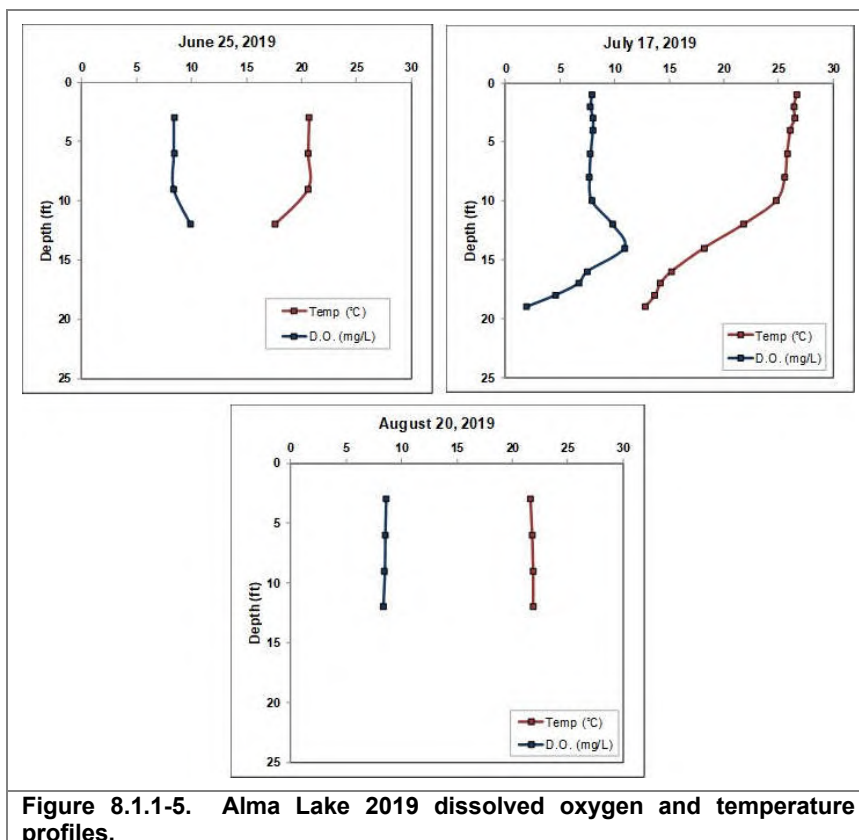 June 25, 2019
0 5 10 15 20 25 30
0
5
10
15
20
25
Depth (ft)
Temp (°C)
D.O. (mg/L)
July 17, 2019
0 5 10 15 20 25 30
0
5
10
15
20
25
Depth (ft)
Temp (°C)
D.O. (mg/L)
August 20, 2019
0 5 10 15 20 25 30
0
5
10
15
20
25
Depth (ft)
Temp (°C)
D.O. (mg/L)
Figure 8.1.1-5. Alma Lake 2019 dissolved oxygen and temperature
profiles.